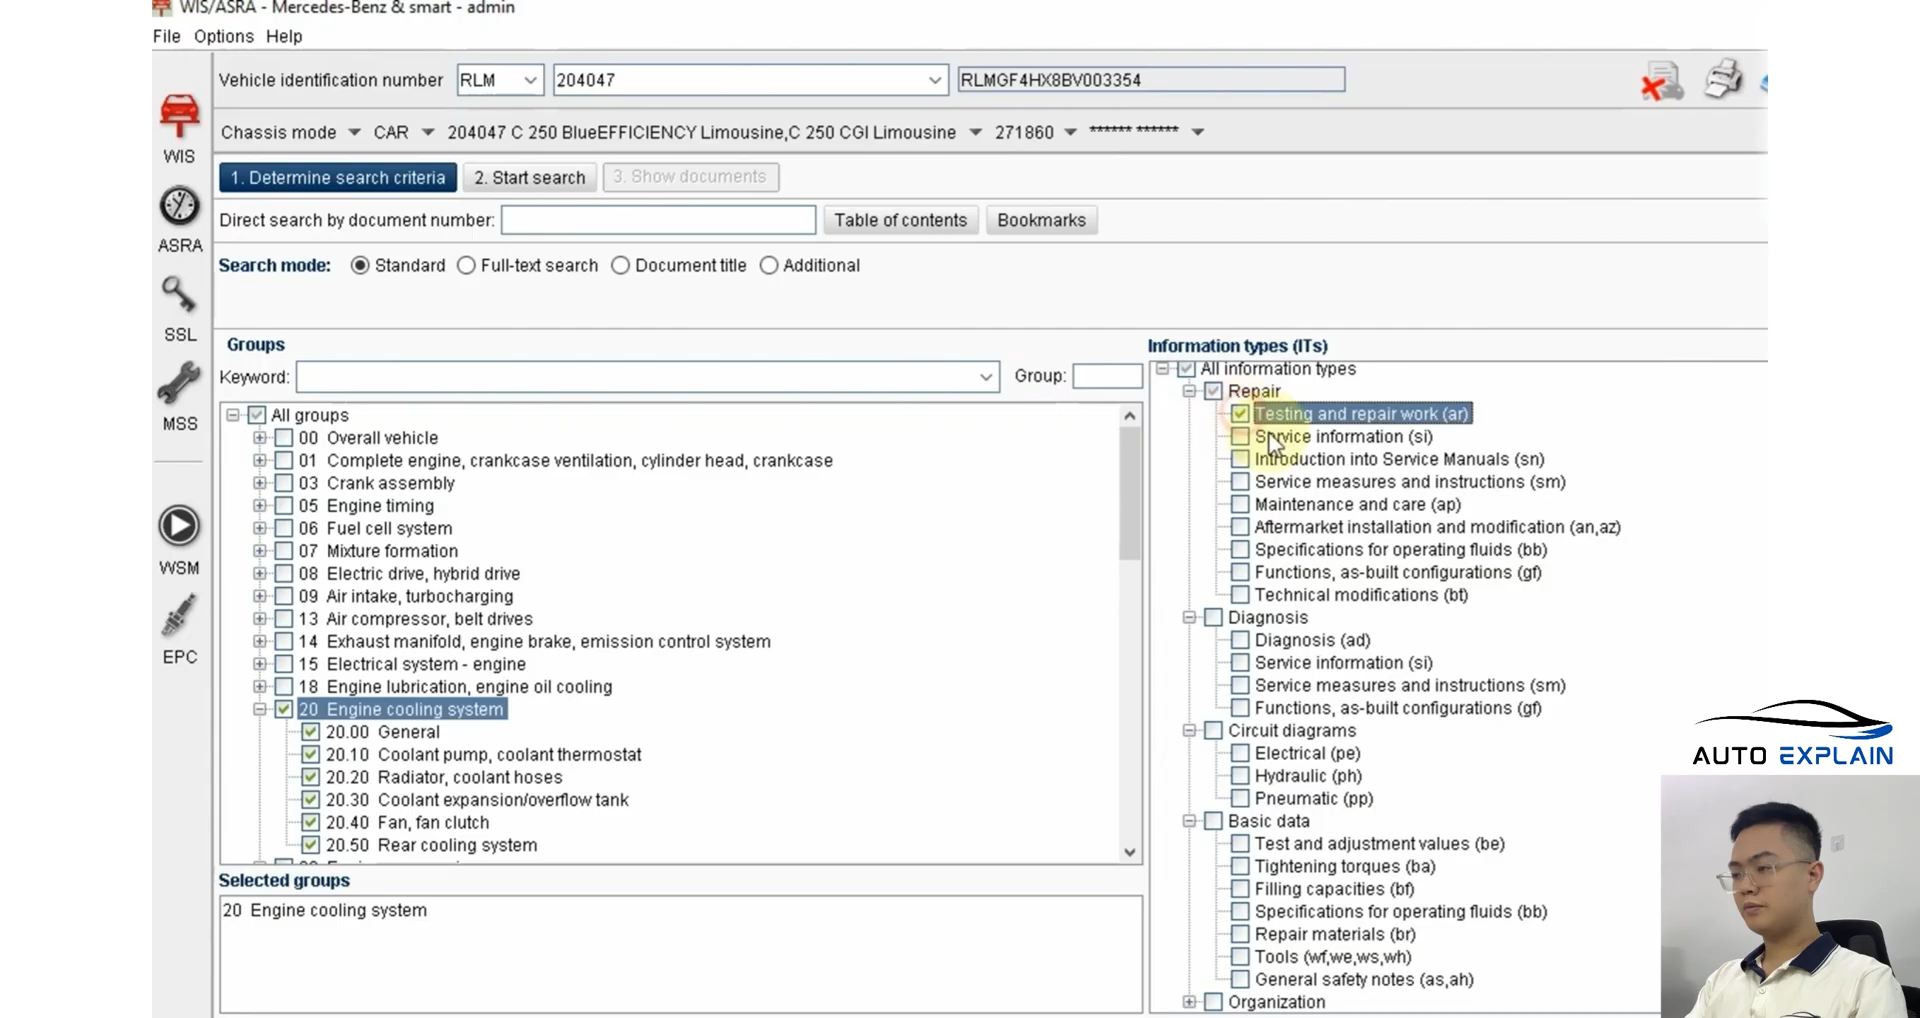 WIS/ASRA - Mercedes-Benz & smart - admin
File Options Help
Vehicle identification number RLM 204047 RLMGF4HX8BV003354
Chassis mode CAR 204047 C 250 BlueEFFICIENCY Limousine,C 250 CGI Limousine 271860 ****** ******
1. Determine search criteria 2. Start search 3. Show documents
Direct search by document number: Table of contents Bookmarks
Search mode: Standard Full-text search Document title Additional
WIS
ASRA
SSL
MSS
WSM
EPC
Groups
Keyword: Group:
All groups
00 Overall vehicle
01 Complete engine, crankcase ventilation, cylinder head, crankcase
03 Crank assembly
05 Engine timing
06 Fuel cell system
07 Mixture formation
08 Electric drive, hybrid drive
09 Air intake, turbocharging
13 Air compressor, belt drives
14 Exhaust manifold, engine brake, emission control system
15 Electrical system - engine
18 Engine lubrication, engine oil cooling
20 Engine cooling system
20.00 General
20.10 Coolant pump, coolant thermostat
20.20 Radiator, coolant hoses
20.30 Coolant expansion/overflow tank
20.40 Fan, fan clutch
20.50 Rear cooling system
Selected groups
20 Engine cooling system
Information types (ITs)
All information types
Repair
Testing and repair work (ar)
Service information (si)
Introduction into Service Manuals (sn)
Service measures and instructions (sm)
Maintenance and care (ap)
Aftermarket installation and modification (an,az)
Specifications for operating fluids (bb)
Functions, as-built configurations (gf)
Technical modifications (bt)
Diagnosis
Diagnosis (ad)
Service information (si)
Service measures and instructions (sm)
Functions, as-built configurations (gf)
Circuit diagrams
Electrical (pe)
Hydraulic (ph)
Pneumatic (pp)
Basic data
Test and adjustment values (be)
Tightening torques (ba)
Filling capacities (bf)
Specifications for operating fluids (bb)
Repair materials (br)
Tools (wf,we,ws,wh)
General safety notes (as,ah)
Organization
AUTO EXPLAIN